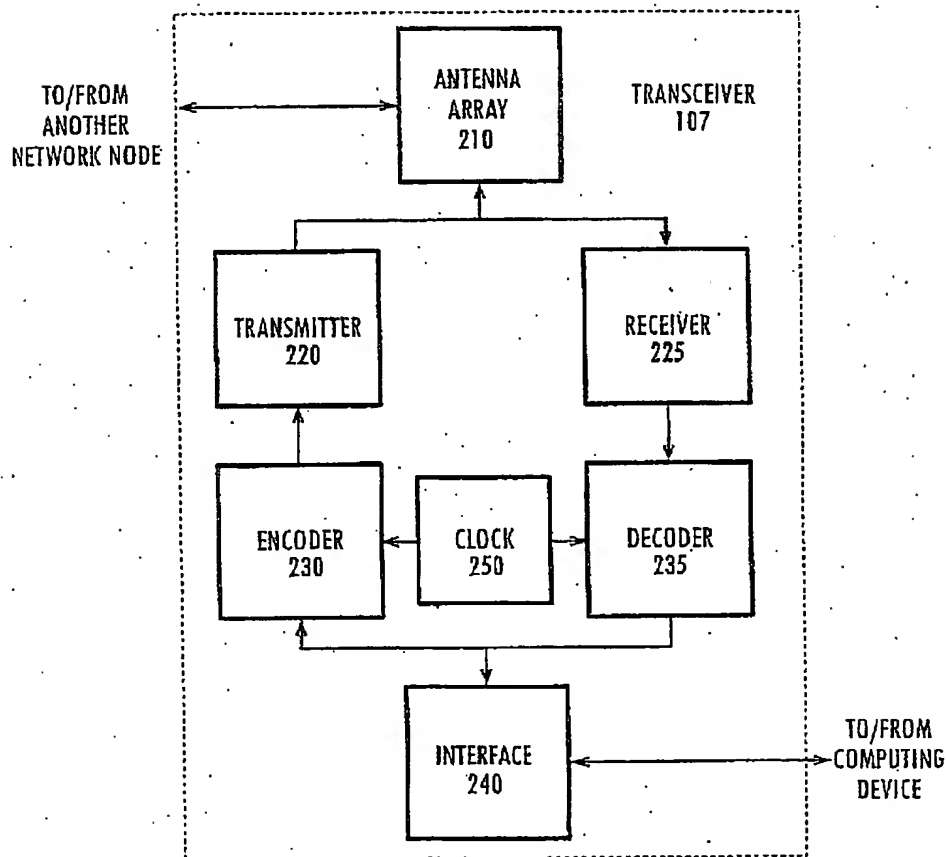 TO/FROM
ANOTHER
NETWORK NODE
ANTENNA
ARRAY
210
TRANSCEIVER
107
TRANSMITTER
220
RECEIVER
225
ENCODER
230
CLOCK
250
DECODER
235
INTERFACE
240
TO/FROM
COMPUTING
DEVICE